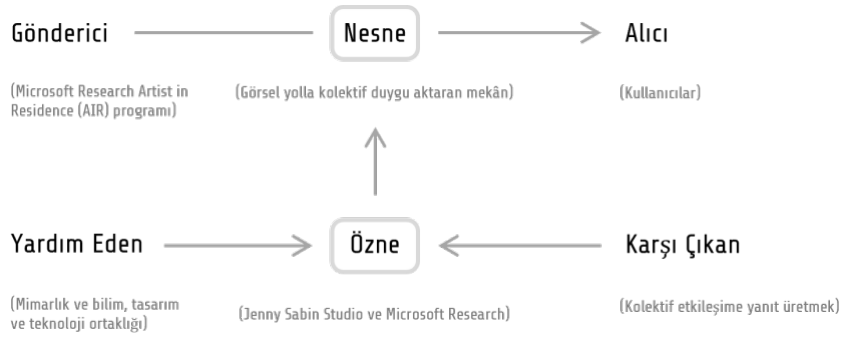 Gönderici
Nesne
Alıcı
(Microsoft Research Artist in
Residence (AIR) programı)
(Görsel yolla kolektif duygu aktaran mekân)
(Kullanıcılar)
Yardım Eden
Özne
Karşı Çıkan
(Mimarlık ve bilim, tasarım
ve teknoloji ortaklığı)
(Jenny Sabin Studio ve Microsoft Research)
(Kolektif etkileşime yanıt üretmek)